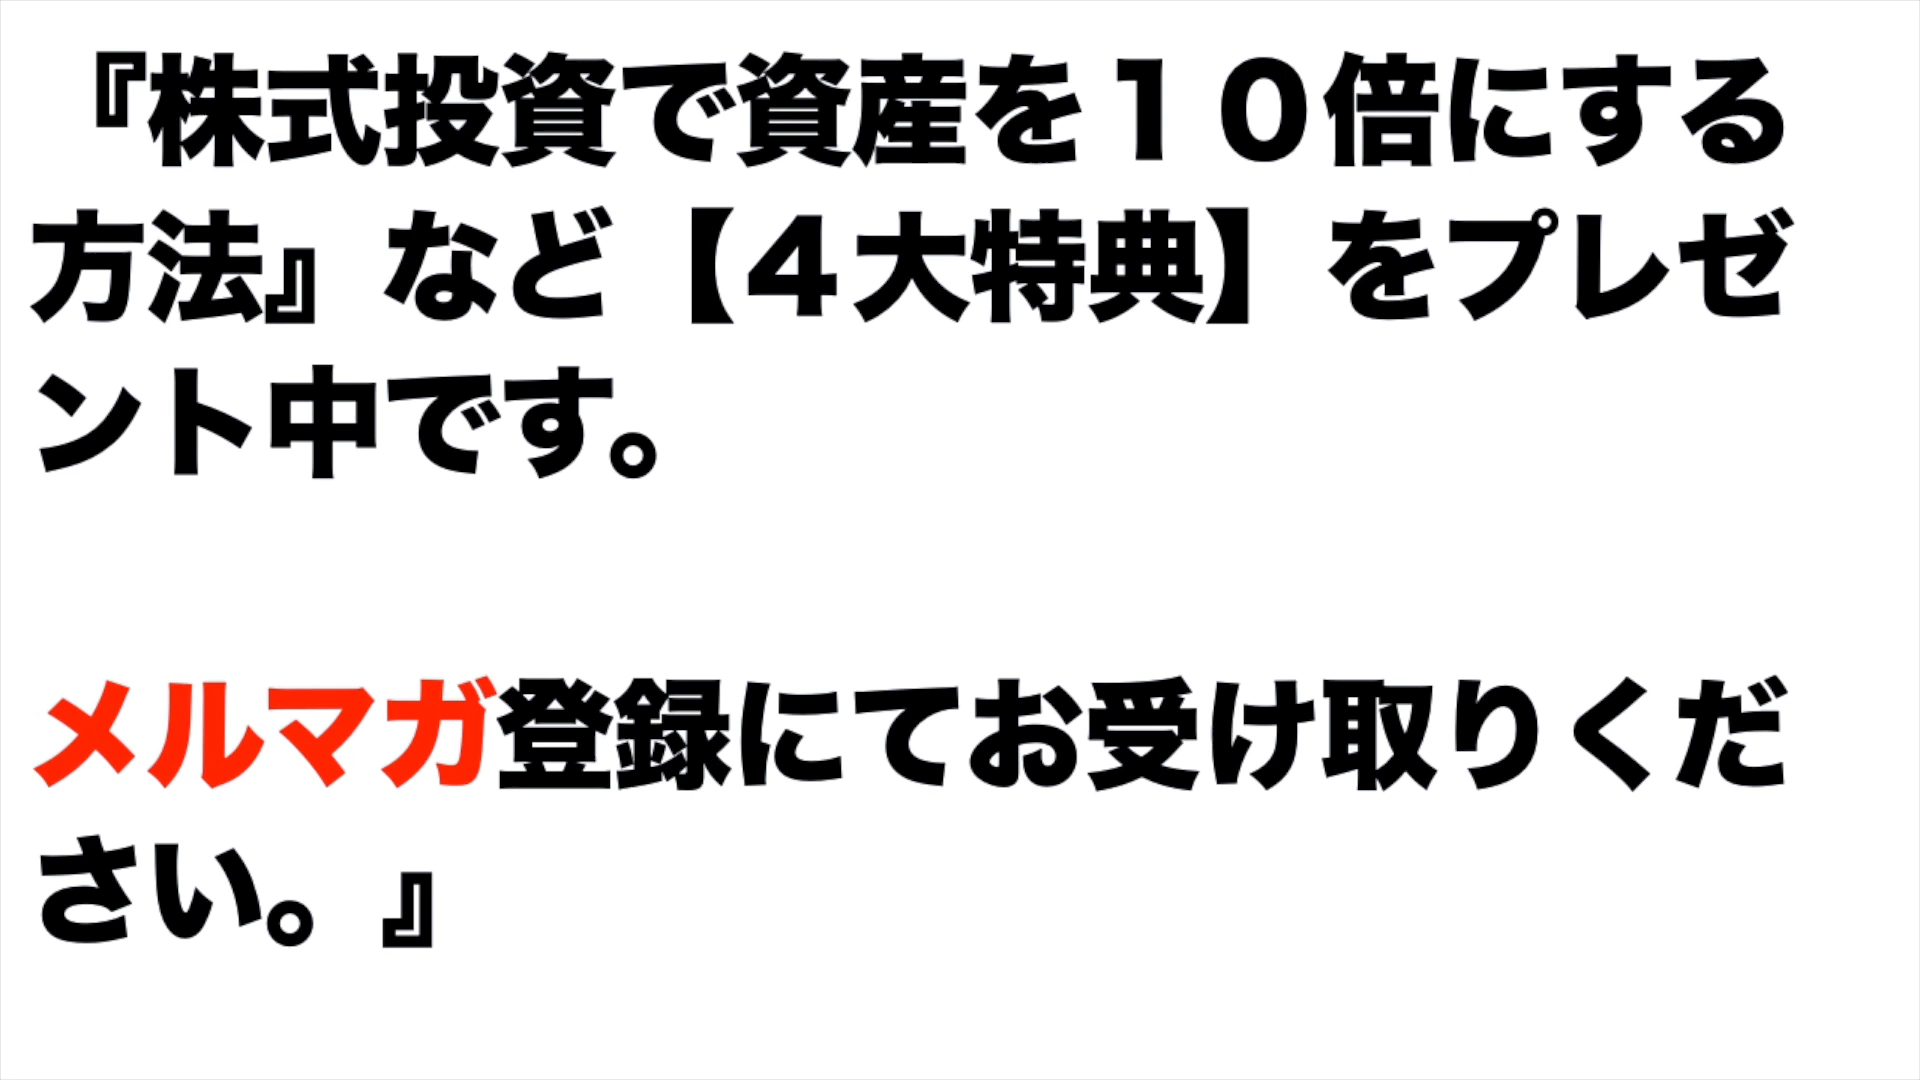 『株式投資で資産を１０倍にする
方法』など【４大特典】をプレゼ
ント中です。
メルマガ登録にてお受け取りくだ
さい。』